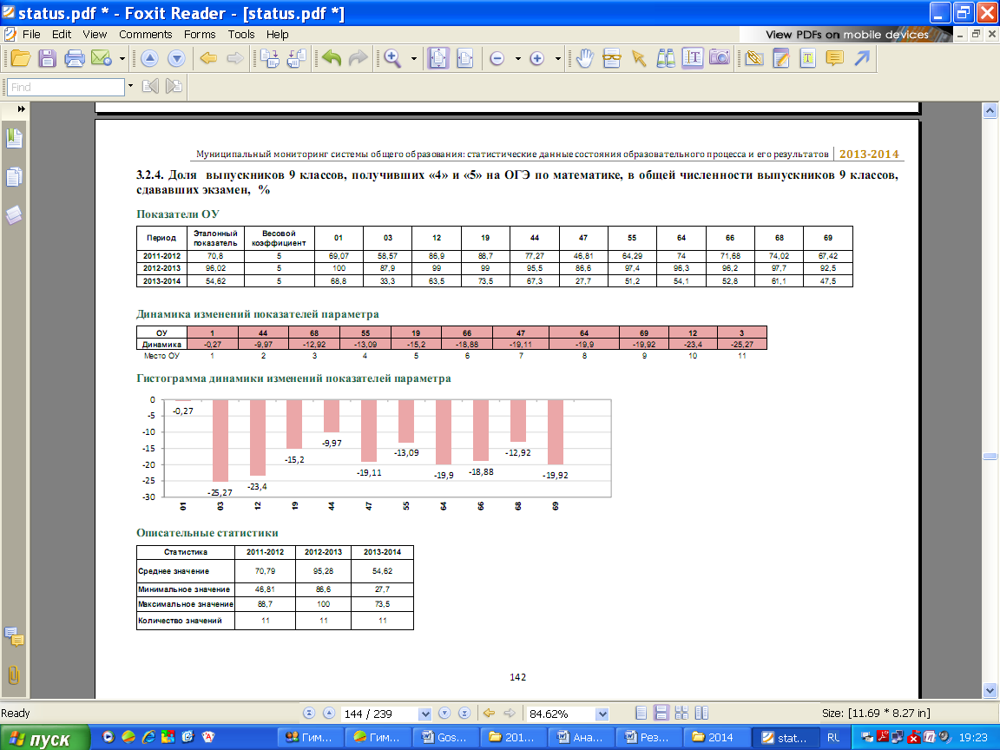 status.pdf * - Foxit Reader - [status.pdf *]
File Edit View Comments Forms Tools Help
View PDFs on mobile devices
Find
Муниципальный мониторинг системы общего образования: статистические данные состояния образовательного процесса и его результатов 2013-2014
3.2.4. Доля выпускников 9 классов, получивших «4» и «5» на ОГЭ по математике, в общей численности выпускников 9 классов,
сдававших экзамен, %
Показатели ОУ
Период Эталонный показатель Весовой коэффициент 01 03 12 19 44 47 55 64 66 68 69
2011-2012 70,8 5 69,07 58,57 86,9 88,7 77,27 46,81 64,29 74 71,68 74,02 67,42
2012-2013 96,02 5 100 87,9 99 99 95,5 86,6 97,4 96,3 96,2 97,7 92,5
2013-2014 54,62 5 68,8 33,3 63,5 73,5 67,3 27,7 51,2 54,1 52,8 61,1 47,5
Динамика изменений показателей параметра
ОУ 1 44 68 55 19 66 47 64 69 12 3
Динамика -0,27 -9,97 -12,92 -13,09 -15,2 -18,88 -19,11 -19,9 -19,92 -23,4 -25,27
Место ОУ 1 2 3 4 5 6 7 8 9 10 11
Гистограмма динамики изменений показателей параметра
0
-5
-10
-15
-20
-25
-30
-0,27
-25,27
-23,4
-15,2
-9,97
-19,11
-13,09
-19,9
-18,88
-12,92
-19,92
01 03 12 19 44 47 55 64 66 68 69
Описательные статистики
Статистика 2011-2012 2012-2013 2013-2014
Среднее значение 70,79 95,28 54,62
Минимальное значение 46,81 86,6 27,7
Максимальное значение 88,7 100 73,5
Количество значений 11 11 11
142
Ready 144 / 239 84.62% Size: [11.69 * 8.27 in]
пуск Гим... Гим... Gos... 201... Ана... Рез... 2014 stat... RU 19:23